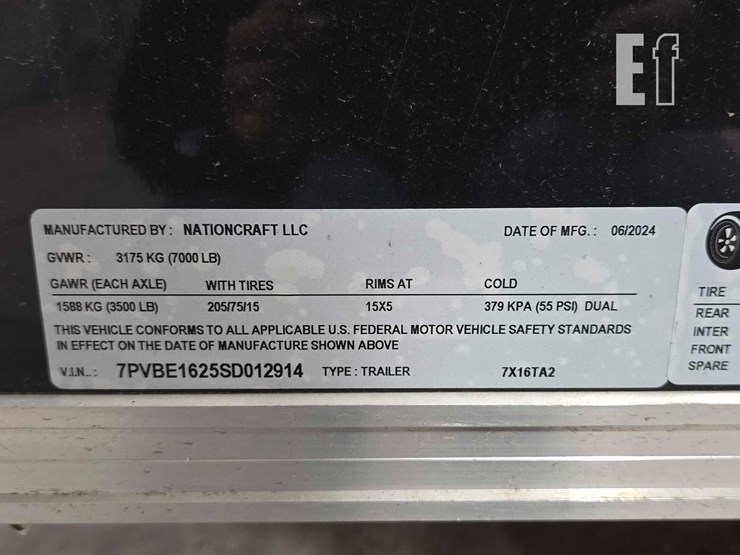 Ef
MANUFACTURED BY : NATIONCRAFT LLC DATE OF MFG. : 06/2024
GVWR : 3175 KG (7000 LB)
GAWR (EACH AXLE) WITH TIRES RIMS AT COLD
1588 KG (3500 LB) 205/75/15 15X5 379 KPA (55 PSI) DUAL
THIS VEHICLE CONFORMS TO ALL APPLICABLE U.S. FEDERAL MOTOR VEHICLE SAFETY STANDARDS
IN EFFECT ON THE DATE OF MANUFACTURE SHOWN ABOVE
V.I.N.. : 7PVBE1625SD012914 TYPE : TRAILER 7X16TA2
TIRE
REAR
INTER
FRONT
SPARE